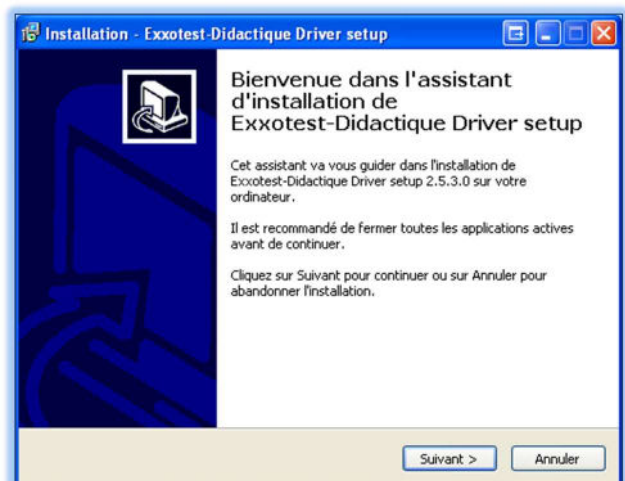 Installation - Exxotest-Didactique Driver setup
Bienvenue dans l'assistant
d'installation de
Exxotest-Didactique Driver setup
Cet assistant va vous guider dans l'installation de
Exxotest-Didactique Driver setup 2.5.3.0 sur votre
ordinateur.
Il est recommandé de fermer toutes les applications actives
avant de continuer.
Cliquez sur Suivant pour continuer ou sur Annuler pour
abandonner l'installation.
Suivant > Annuler